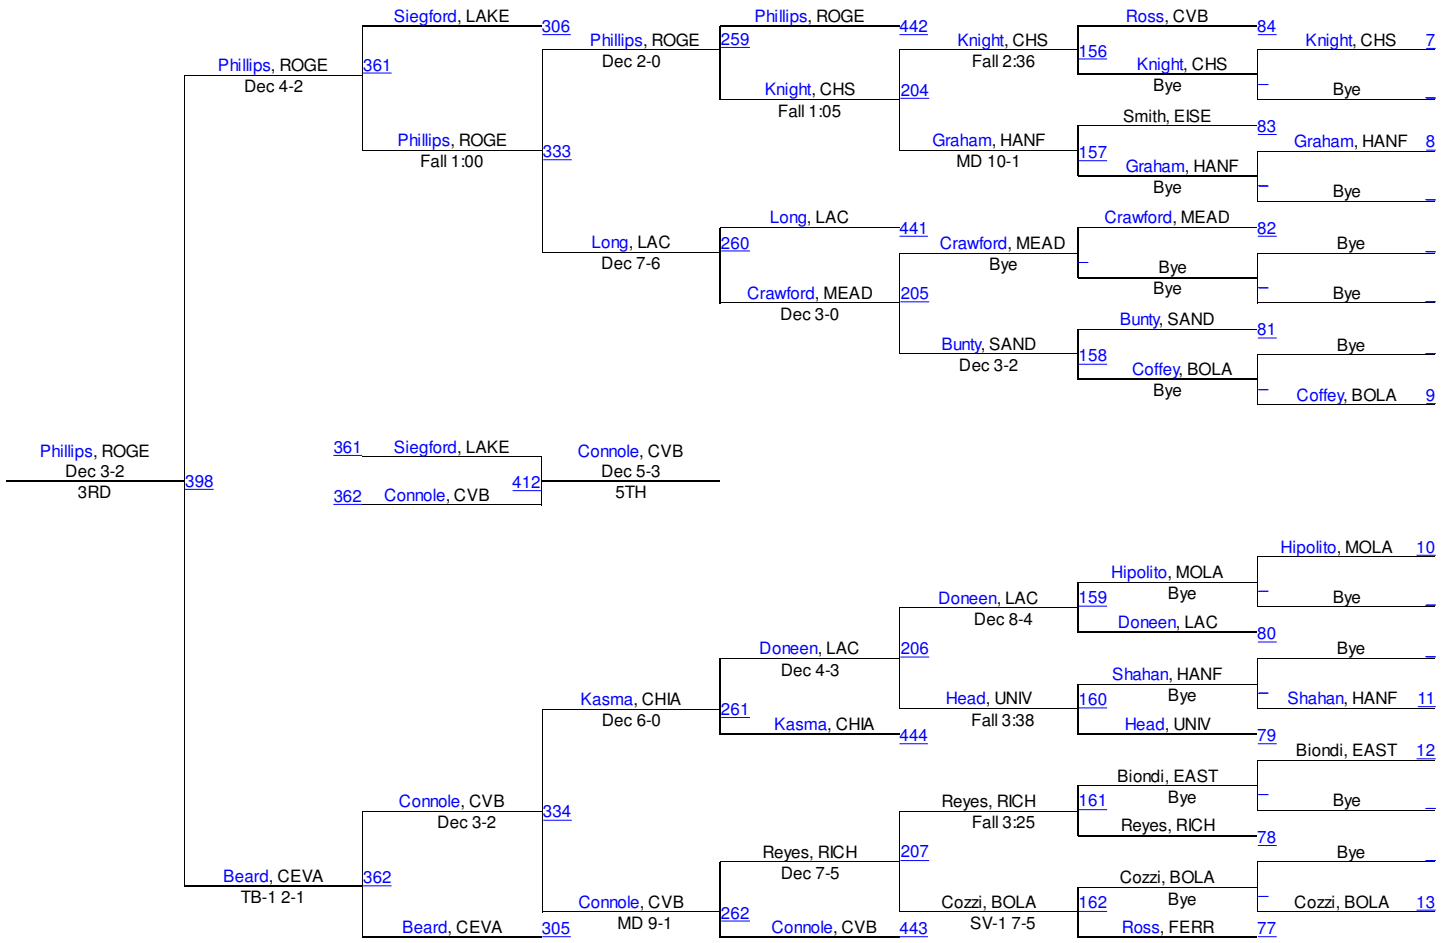 Siegford, LAKE 306
Phillips, ROGE 442
Ross, CVB 84
Phillips, ROGE 259
Dec 2-0
Knight, CHS
Fall 2:36
156
Knight, CHS 7
Phillips, ROGE 361
Dec 4-2
Knight, CHS
Bye
Knight, CHS 204
Fall 1:05
Bye
Smith, EISE 83
Phillips, ROGE 333
Fall 1:00
Graham, HANF 157
MD 10-1
Graham, HANF 8
Graham, HANF
Bye
Bye
Long, LAC 441
Crawford, MEAD 82
Long, LAC 260
Dec 7-6
Crawford, MEAD
Bye
Bye
Bye
Bye
Crawford, MEAD 205
Dec 3-0
Bye
Bunty, SAND 81
Bunty, SAND 158
Dec 3-2
Bye
Coffey, BOLA
Bye
Coffey, BOLA 9
Phillips, ROGE
Dec 3-2
3RD
398
361 Siegford, LAKE
362 Connole, CVB
412
Connole, CVB
Dec 5-3
5TH
Hipolito, MOLA 10
Hipolito, MOLA
Bye
Doneen, LAC 159
Dec 8-4
Bye
Doneen, LAC 80
Doneen, LAC 206
Dec 4-3
Bye
Shahan, HANF
Bye
Kasma, CHIA 261
Dec 6-0
Head, UNIV 160
Fall 3:38
Shahan, HANF 11
Kasma, CHIA 444
Head, UNIV 79
Biondi, EAST 12
Biondi, EAST
Bye
Connole, CVB 334
Dec 3-2
Reyes, RICH 161
Fall 3:25
Bye
Reyes, RICH 78
Reyes, RICH 207
Dec 7-5
Bye
Beard, CEVA 362
TB-1 2-1
Cozzi, BOLA
Bye
Connole, CVB 262
MD 9-1
Cozzi, BOLA 162
SV-1 7-5
Cozzi, BOLA 13
Beard, CEVA 305
Connole, CVB 443
Ross, FERR 77